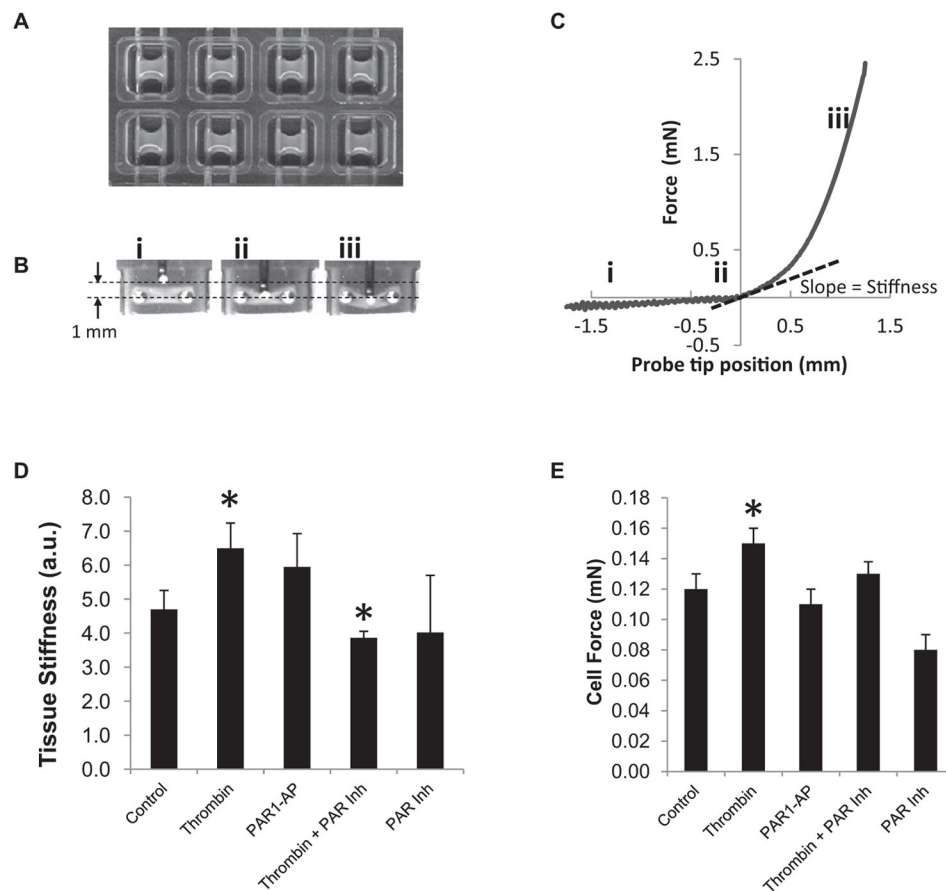 A
B
i ii iii
1 mm
C
Force (mN)
2.5
1.5
0.5
-0.5
-1.5 -0.5 0.5 1.5
i
ii
iii
Slope = Stiffness
Probe tip position (mm)
D
Tissue Stiffness (a.u.)
8.0
7.0
6.0
5.0
4.0
3.0
2.0
1.0
0.0
*
*
Control
Thrombin
PAR1-AP
Thrombin + PAR Inh
PAR Inh
E
Cell Force (mN)
0.18
0.16
0.14
0.12
0.10
0.08
0.06
0.04
0.02
0.00
*
Control
Thrombin
PAR1-AP
Thrombin + PAR Inh
PAR Inh